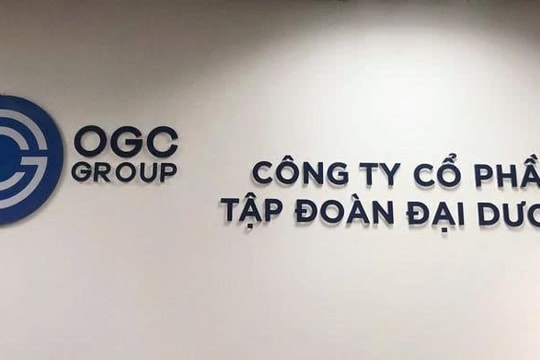 OGC
GROUP
CÔNG TY CỔ PHẦ
TẬP ĐOÀN ĐẠI DƯƠ